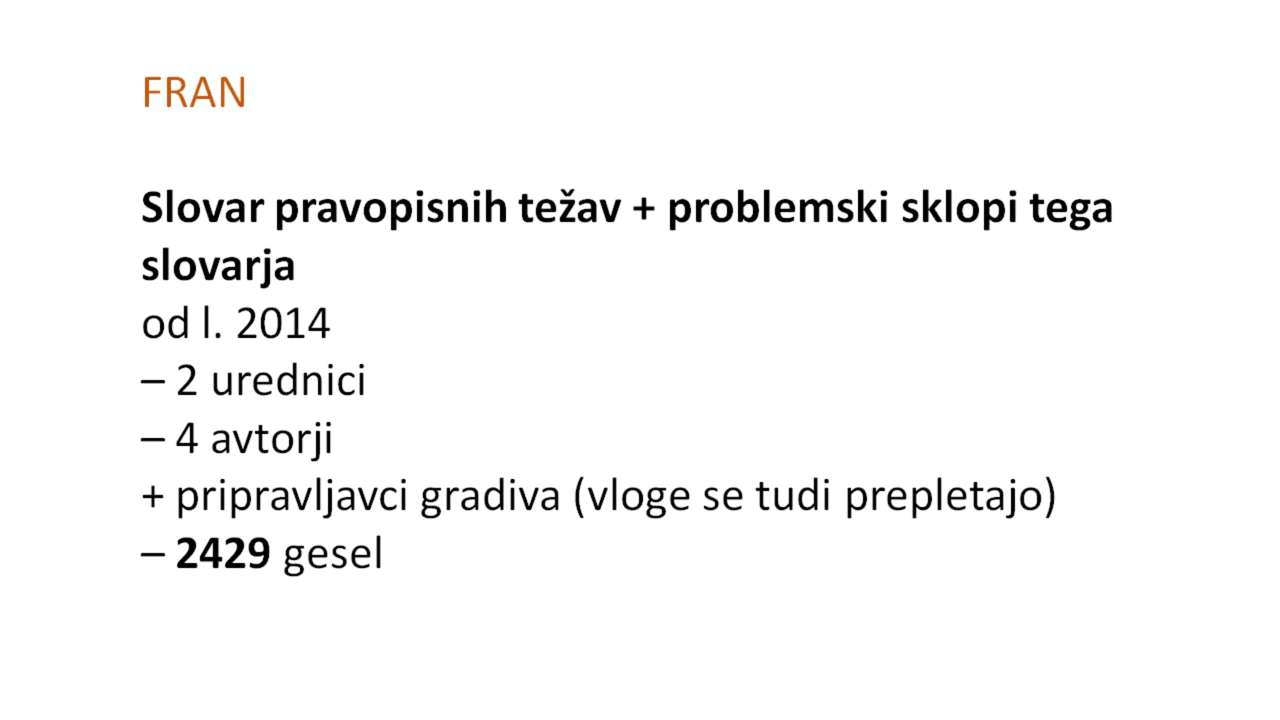 FRAN
Slovar pravopisnih težav + problemski sklopi tega
slovarja
od l. 2014
– 2 urednici
– 4 avtorji
+ pripravljavci gradiva (vloge se tudi prepletajo)
– 2429 gesel